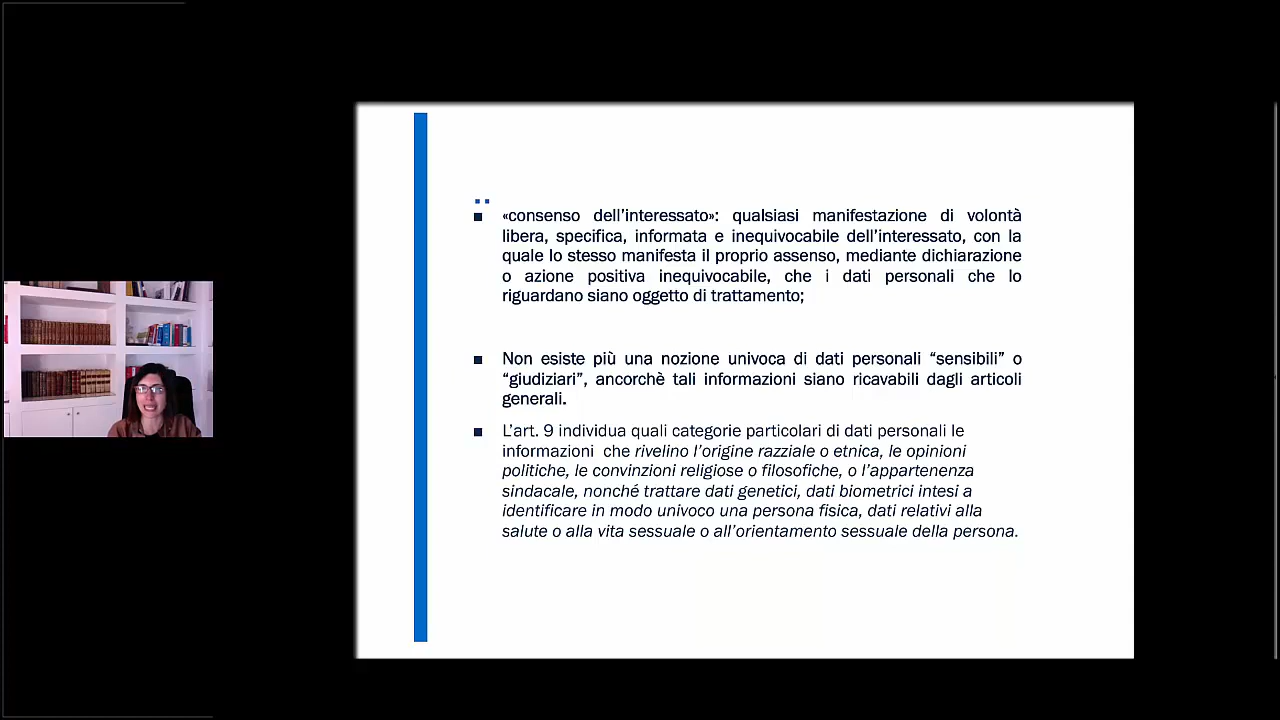 «consenso dell'interessato»: qualsiasi manifestazione di volontà
libera, specifica, informata e inequivocabile dell'interessato, con la
quale lo stesso manifesta il proprio assenso, mediante dichiarazione
o azione positiva inequivocabile, che i dati personali che lo
riguardano siano oggetto di trattamento;
Non esiste più una nozione univoca di dati personali “sensibili” o
“giudiziari”, ancorchè tali informazioni siano ricavabili dagli articoli
generali.
L'art. 9 individua quali categorie particolari di dati personali le
informazioni che rivelino l'origine razziale o etnica, le opinioni
politiche, le convinzioni religiose o filosofiche, o l'appartenenza
sindacale, nonché trattare dati genetici, dati biometrici intesi a
identificare in modo univoco una persona fisica, dati relativi alla
salute o alla vita sessuale o all'orientamento sessuale della persona.